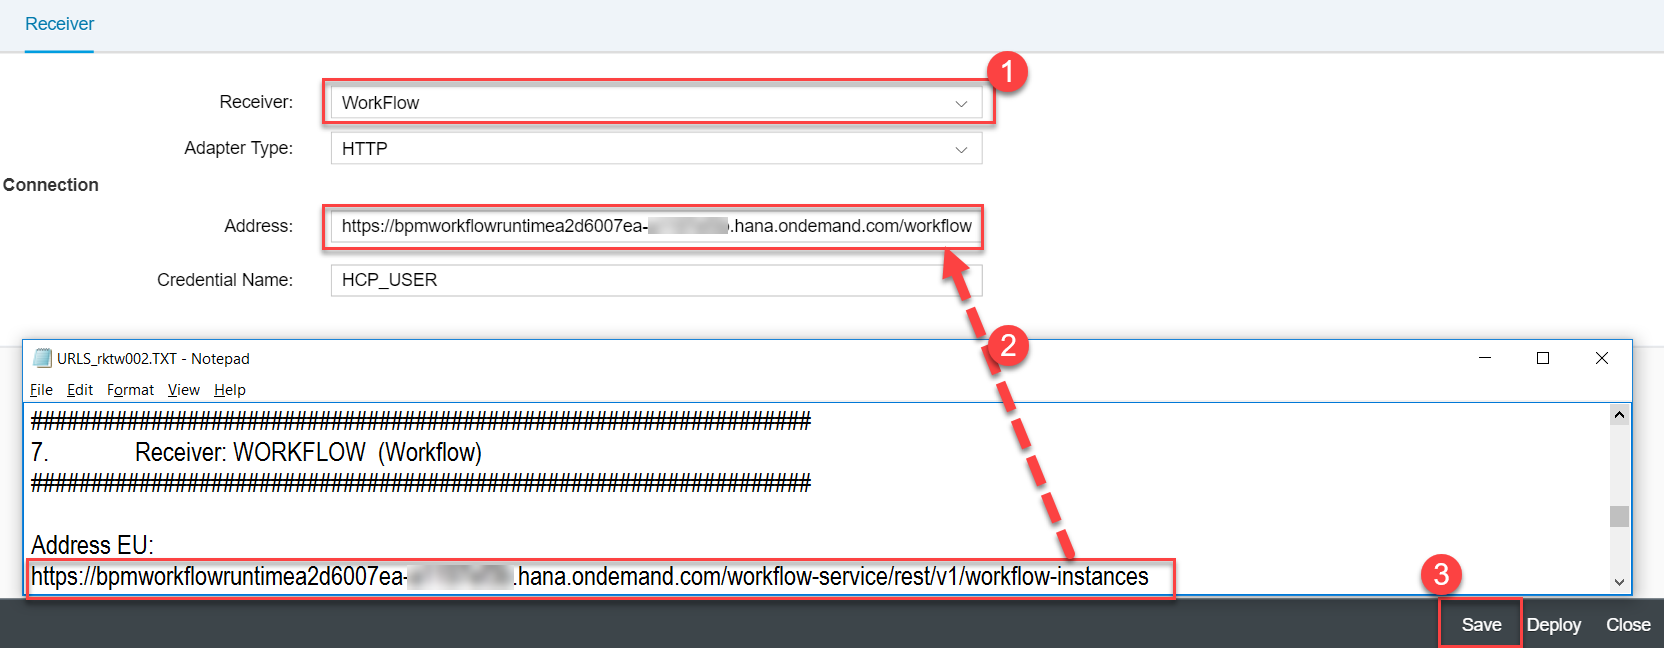 Receiver
1
Receiver: WorkFlow
Adapter Type: HTTP
Connection
Address: https://bpmworkflowruntimea2d6007ea- .hana.ondemand.com/workflow
Credential Name: HCP_USER
2
URLS_rktw002.TXT - Notepad
File Edit Format View Help
################################################################
7. Receiver: WORKFLOW (Workflow)
################################################################
Address EU:
https://bpmworkflowruntimea2d6007ea- .hana.ondemand.com/workflow-service/rest/v1/workflow-instances
3
Save Deploy Close